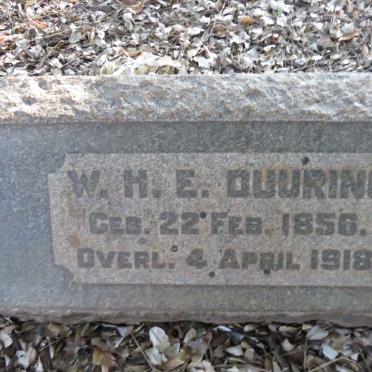 W. H. E. DUURING
GEB. 22 FEB. 1856.
OVERL. 4 APRIL 1918